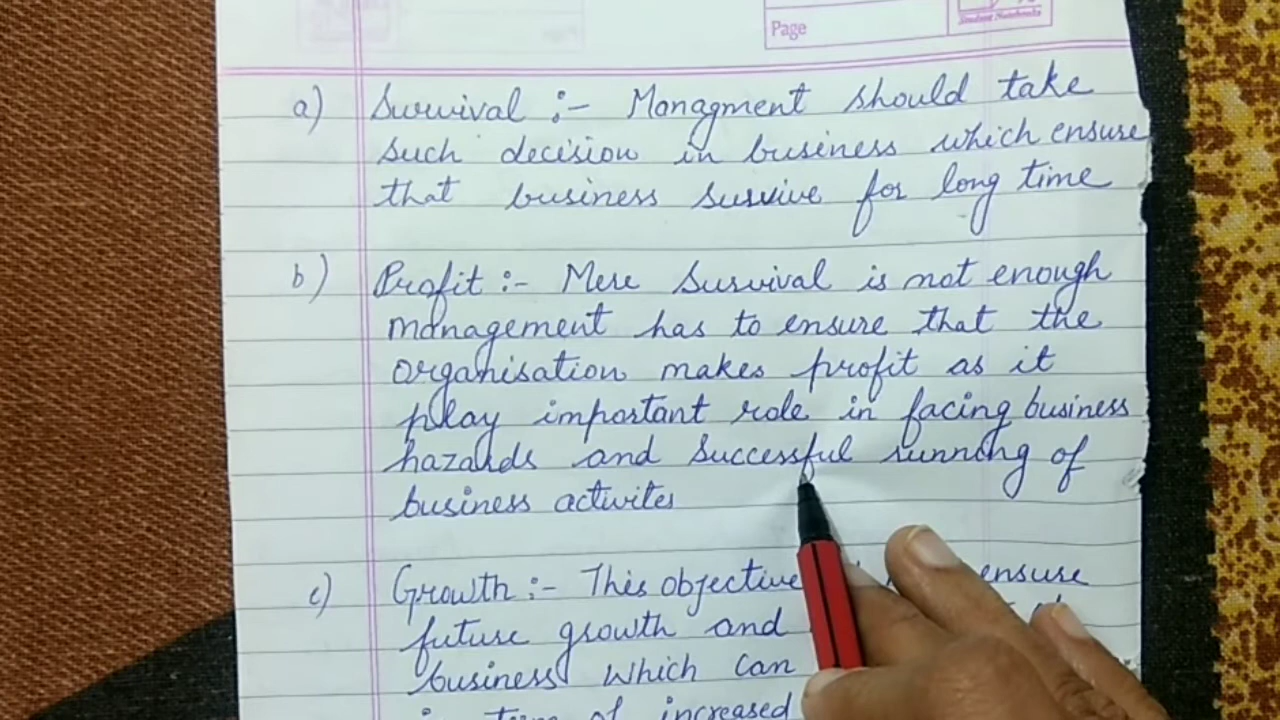 Page
Student Notebooks
a) Survival :- Managment should take
such decision in business which ensure
that business survive for long time
b) Profit :- Mere Survival is not enough
management has to ensure that the
organisation makes profit as it
play important role in facing business
hazards and successful running of
business activites
c) Growth :- This objective ensure
future growth and
business which can
of increased